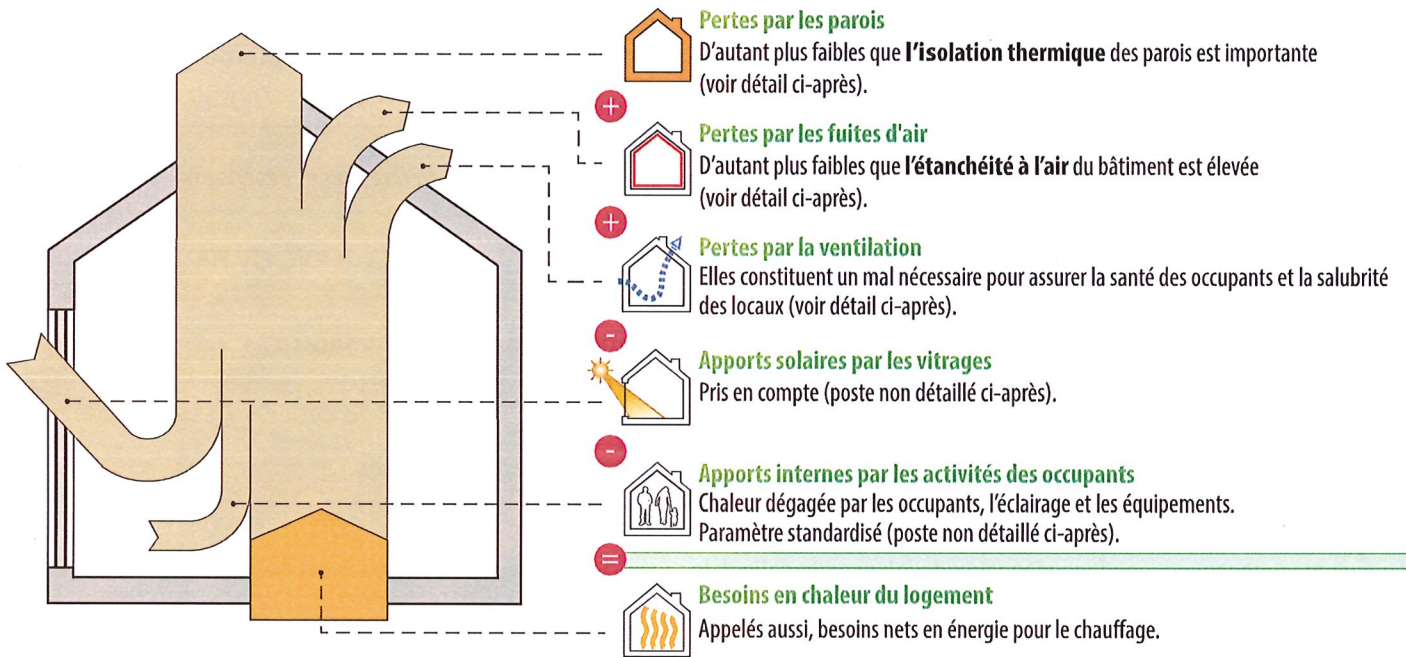 Pertes par les parois
D'autant plus faibles que l'isolation thermique des parois est importante
(voir détail ci-après).
+
Pertes par les fuites d'air
D'autant plus faibles que l'étanchéité à l'air du bâtiment est élevée
(voir détail ci-après).
+
Pertes par la ventilation
Elles constituent un mal nécessaire pour assurer la santé des occupants et la salubrité
des locaux (voir détail ci-après).
-
Apports solaires par les vitrages
Pris en compte (poste non détaillé ci-après).
-
Apports internes par les activités des occupants
Chaleur dégagée par les occupants, l'éclairage et les équipements.
Paramètre standardisé (poste non détaillé ci-après).
=
Besoins en chaleur du logement
Appelés aussi, besoins nets en énergie pour le chauffage.